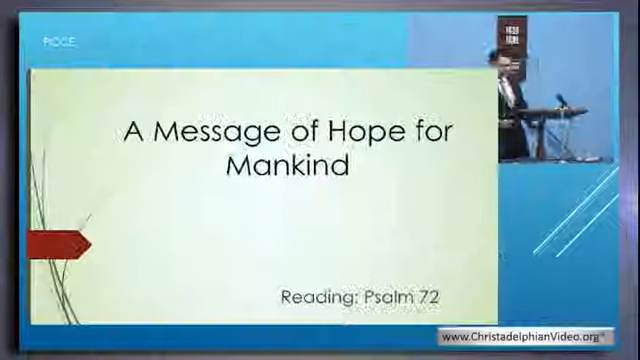 A Message of Hope for
Mankind
Reading: Psalm 72
www.ChristadelphianVideo.org